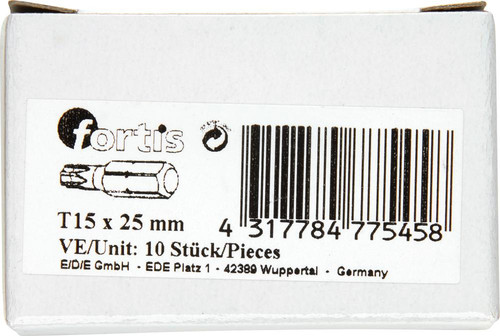 fortis
T15 x 25 mm
VE/Unit: 10 Stück/Pieces
E/D/E GmbH - EDE Platz 1 - 42389 Wuppertal - Germany
4 317784 775458